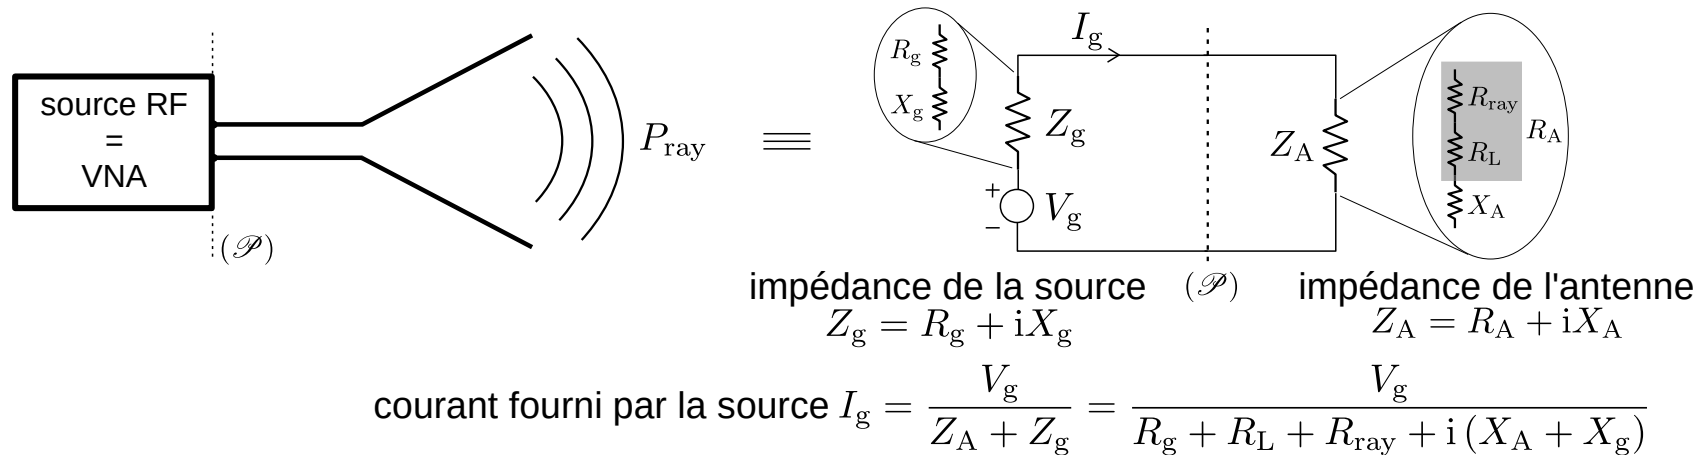 source RF
=
VNA
(𝒫)
P_ray
≡
R_g
X_g
I_g
Z_g
+
V_g
−
Z_A
R_ray
R_L
R_A
X_A
impédance de la source
Z_g = R_g + iX_g
(𝒫)
impédance de l'antenne
Z_A = R_A + iX_A
courant fourni par la source I_g = V_g / (Z_A + Z_g) = V_g / (R_g + R_L + R_ray + i (X_A + X_g))